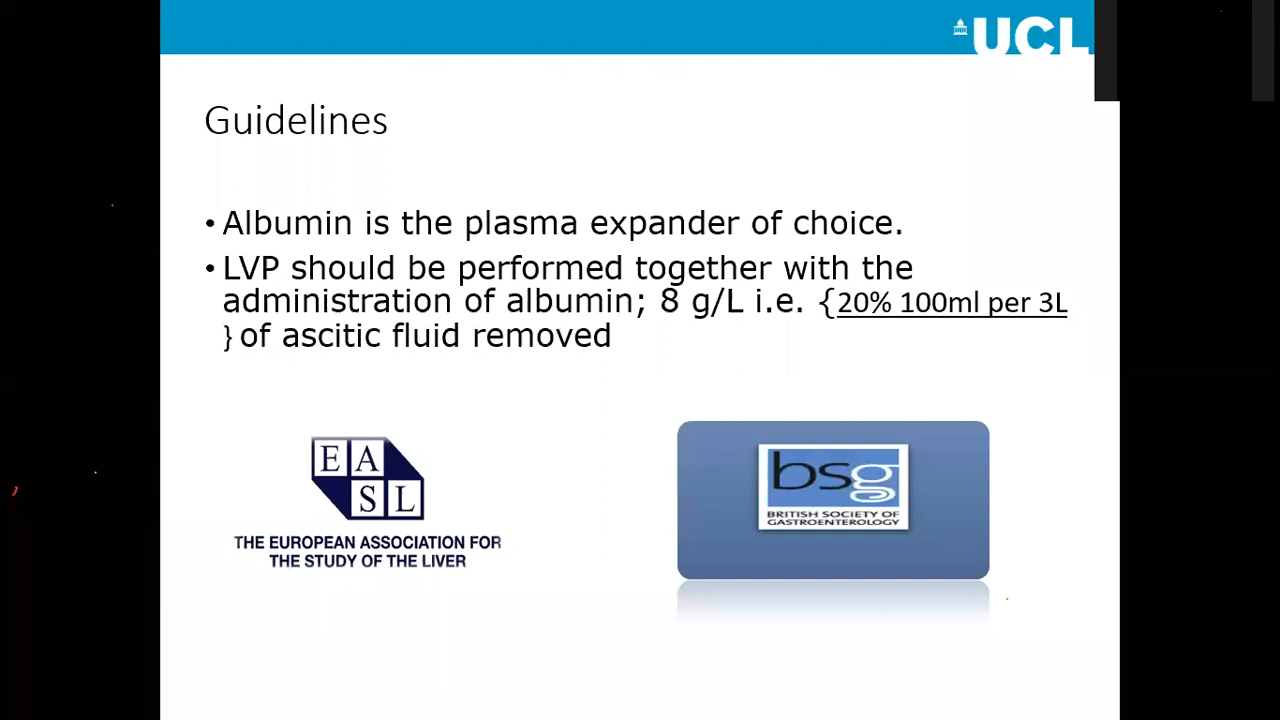 UCL
Guidelines
• Albumin is the plasma expander of choice.
• LVP should be performed together with the
administration of albumin; 8 g/L i.e. {20% 100ml per 3L
} of ascitic fluid removed
E A
S L
THE EUROPEAN ASSOCIATION FOR
THE STUDY OF THE LIVER
bsg
BRITISH SOCIETY OF
GASTROENTEROLOGY